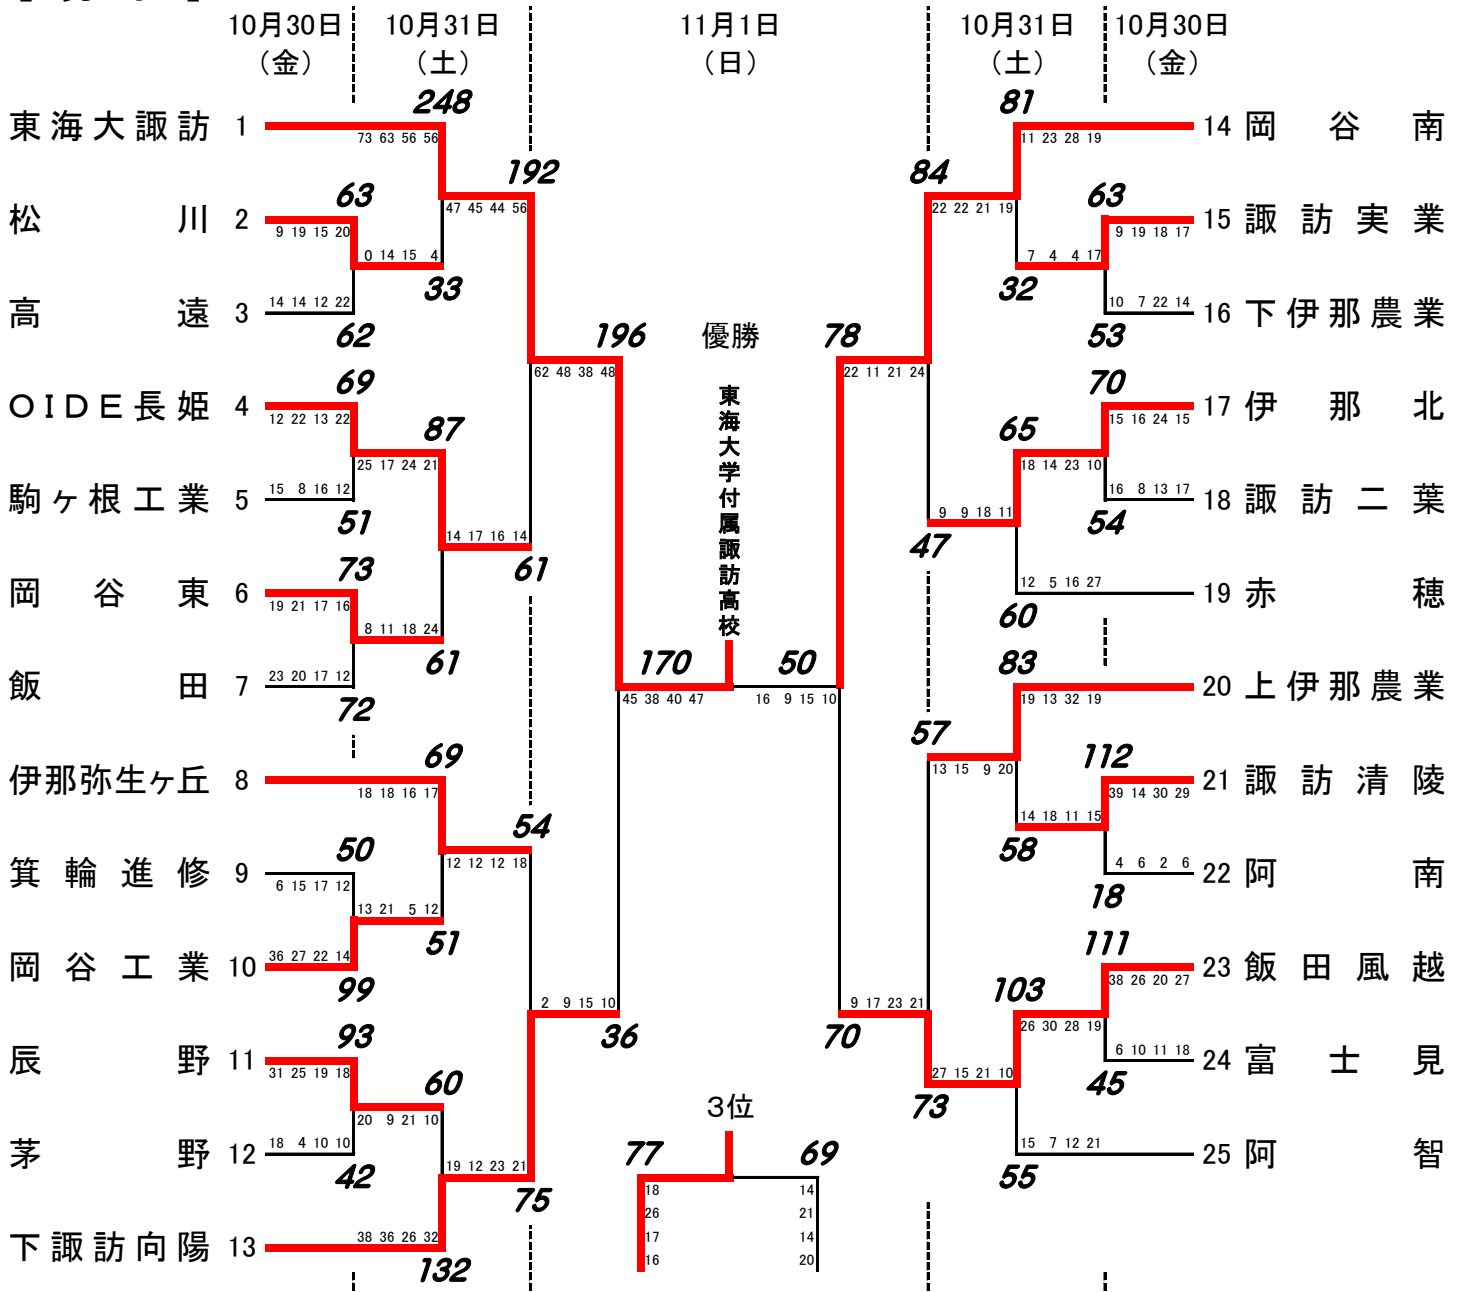 10月30日 10月31日 11月1日 10月31日 10月30日
（金） （土） （日） （土） （金）
248 81
東海大諏訪 1 73 63 56 56 11 23 28 19 14 岡谷南
192 84
63 47 45 44 56 22 22 21 19 63
松川 2 9 19 15 20 9 19 18 17 15 諏訪実業
0 14 15 4 7 4 4 17
33 32
高遠 3 14 14 12 22 10 7 22 14 16 下伊那農業
62 196 優勝 78 53
69 62 48 38 48 22 11 21 24 70
OIDE長姫 4 12 22 13 22 15 16 24 15 17 伊那北
東海大学付属諏訪高校
87 65
25 17 24 21 18 14 23 10
駒ヶ根工業 5 15 8 16 12 16 8 13 17 18 諏訪二葉
51 54
14 17 16 14 9 9 18 11
61 47
73
岡谷東 6 19 21 17 16 12 5 16 27 19 赤穂
8 11 18 24 60
61 170 50 83
飯田 7 23 20 17 12 45 38 40 47 16 9 15 10 19 13 32 19 20 上伊那農業
72
69 57 112
伊那弥生ヶ丘 8 18 18 16 17 13 15 9 20 39 14 30 29 21 諏訪清陵
54 14 18 11 15
50 12 12 12 18 58
箕輪進修 9 6 15 17 12 4 6 2 6 22 阿南
13 21 5 12 18
51 111
岡谷工業 10 36 27 22 14 38 26 20 27 23 飯田風越
99 103
2 9 15 10 9 17 23 21 26 30 28 19
93 36 70
辰野 11 31 25 19 18 6 10 11 18 24 富士見
60 27 15 21 10 45
20 9 21 10 3位 73
茅野 12 18 4 10 10 77 69 15 7 12 21 25 阿智
42 19 12 23 21 55
75 18 14
26 21
下諏訪向陽 13 38 36 26 32 17 14
132 16 20